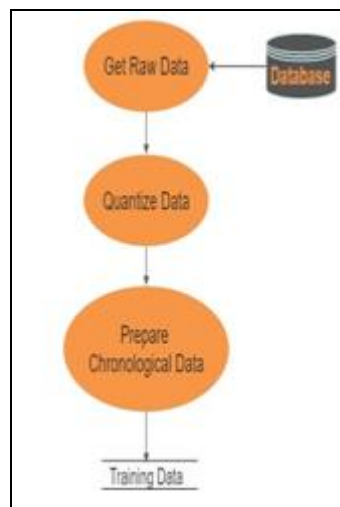 Get Raw Data
Database
Quantize Data
Prepare
Chronological Data
Training Data